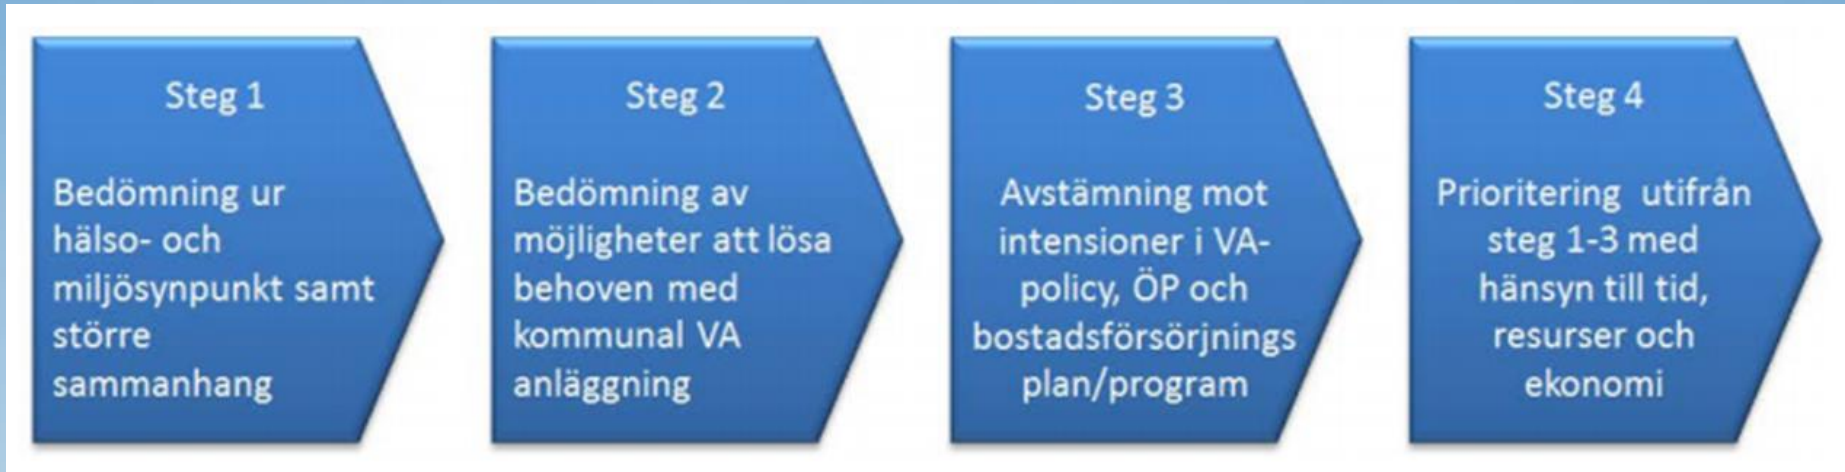 Steg 1
Bedömning ur
hälso- och
miljösynpunkt samt
större
sammanhang
Steg 2
Bedömning av
möjligheter att lösa
behoven med
kommunal VA
anläggning
Steg 3
Avstämning mot
intensioner i VA-
policy, ÖP och
bostadsförsörjnings
plan/program
Steg 4
Prioritering utifrån
steg 1-3 med
hänsyn till tid,
resurser och
ekonomi